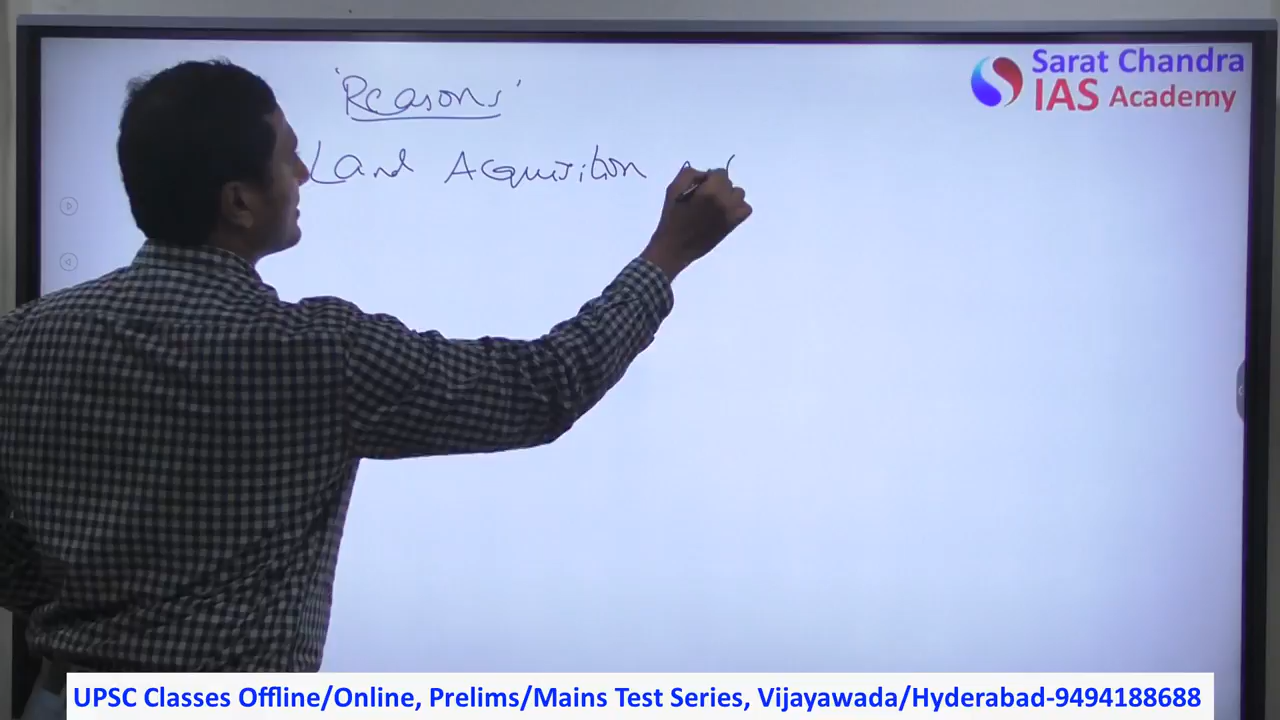 'Reasons'
Land Acquisition
Sarat Chandra
IAS Academy
UPSC Classes Offline/Online, Prelims/Mains Test Series, Vijayawada/Hyderabad-9494188688